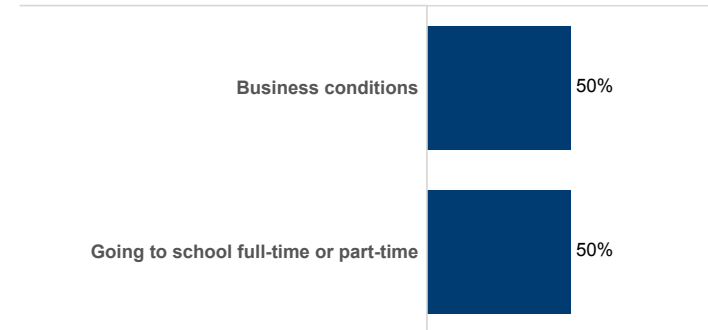 Business conditions 50%
Going to school full-time or part-time 50%